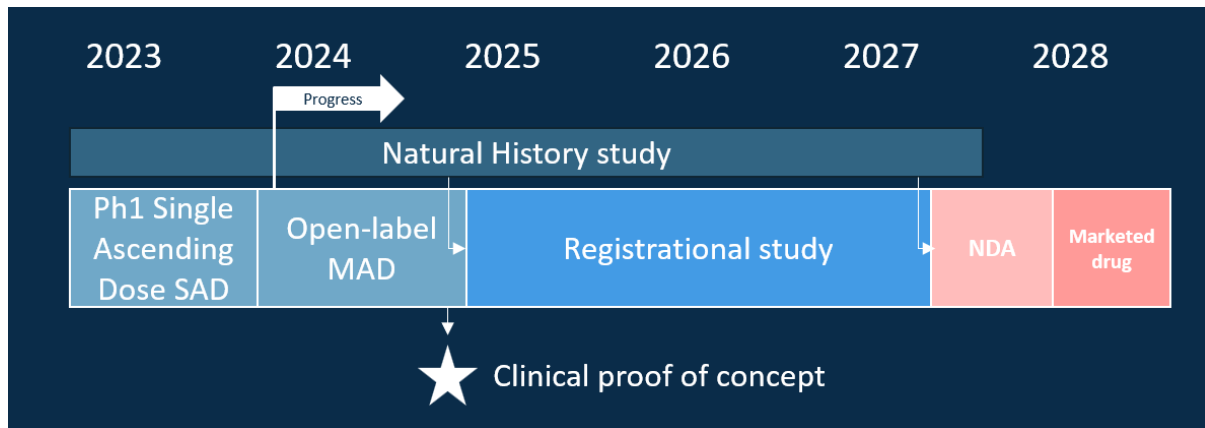 2023 2024 2025 2026 2027 2028
Progress
Natural History study
Ph1 Single
Ascending
Dose SAD
Open-label
MAD
Registrational study
NDA
Marketed
drug
Clinical proof of concept